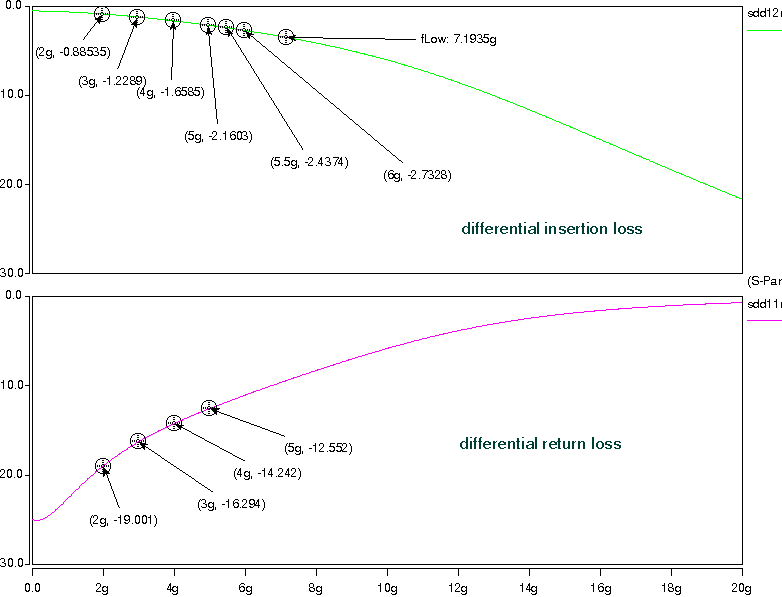 0.0
sdd12
(2g, -0.88535)
(3g, -1.2289)
(4g, -1.6585)
fLow: 7.1935g
10.0
(5g, -2.1603)
(5.5g, -2.4374)
(6g, -2.7328)
20.0
differential insertion loss
30.0
(S-Par
0.0
sdd11
10.0
(5g, -12.552)
differential return loss
(4g, -14.242)
20.0
(3g, -16.294)
(2g, -19.001)
30.0
0.0 2g 4g 6g 8g 10g 12g 14g 16g 18g 20g